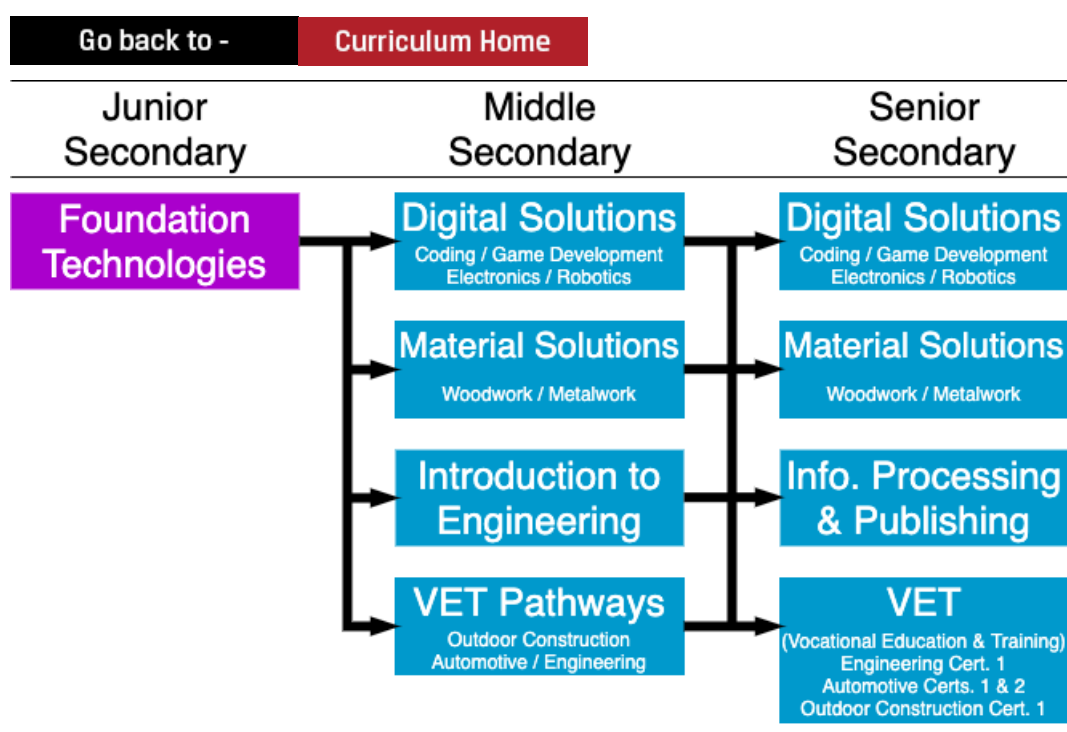 Go back to -
Curriculum Home
Junior
Secondary
Middle
Secondary
Senior
Secondary
Foundation
Technologies
Digital Solutions
Coding / Game Development
Electronics / Robotics
Digital Solutions
Coding / Game Development
Electronics / Robotics
Material Solutions
Woodwork / Metalwork
Material Solutions
Woodwork / Metalwork
Introduction to
Engineering
Info. Processing
& Publishing
VET Pathways
Outdoor Construction
Automotive / Engineering
VET
(Vocational Education & Training)
Engineering Cert. 1
Automotive Certs. 1 & 2
Outdoor Construction Cert. 1